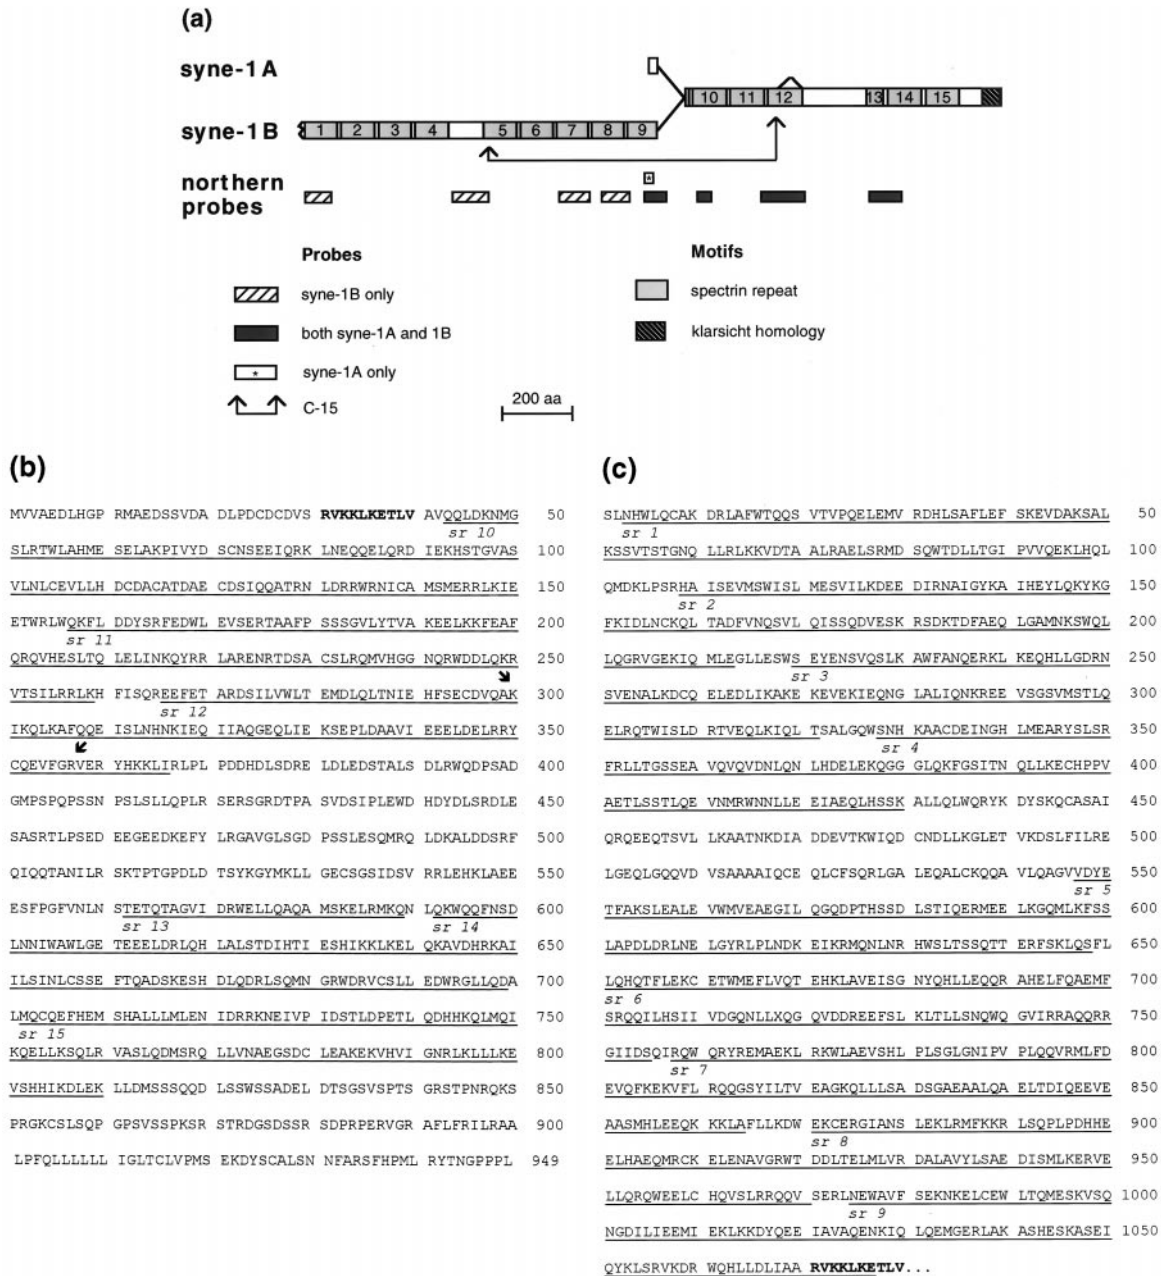 (a)
syne-1A
10 11 12 13 14 15
syne-1B
1 2 3 4 5 6 7 8 9
northern
probes
*
Probes
Motifs
syne-1B only
spectrin repeat
both syne-1A and 1B
klarsicht homology
* syne-1A only
C-15
200 aa
(b)
MVVAEDLHGP RMAEDSSVDA DLPDCDCDVS RVKKLKETLV AVQQLDKNMG 50
sr 10
SLRTWLAHME SELAKPIVYD SCNSEEIQRK LNEQQELQRD IEKHSTGVAS 100
VLNLCEVLLH DCDACATDAE CDSIQQATRN LDRRWRNICA MSMERRLKIE 150
ETWRLWQKFL DDYSRFEDWL EVSERTAAFP SSSGVLYTVA KEELKKFEAF 200
sr 11
QRQVHESLTQ LELINKQYRR LARENRTDSA CSLRQMVHGG NQRWDDLQKR 250
VTSILRRLKH FISQREEFET ARDSILVWLT EMDLQLTNIE HFSECDVQAK 300
sr 12
IKQLKAFQQE ISLNHNKIEQ IIAQGEQLIE KSEPLDAAVI EEELDELRRY 350
CQEVFGRVER YHKKLIRLPL PDDHDLSDRE LDLEDSTALS DLRWQDPSAD 400
GMPSPQPSSN PSLSLLQPLR SERSGRDTPA SVDSIPLEWD HDYDLSRDLE 450
SASRTLPSED EEGEEDKEFY LRGAVGLSGD PSSLESQMRQ LDKALDDSRF 500
QIQQTANILR SKTPTGPDLD TSYKGYMKLL GECSGSIDSV RRLEHKLAEE 550
ESFPGFVNLN STETQTAGVI DRWELLQAQA MSKELRMKQN LQKWQQFNSD 600
sr 13 sr 14
LNNIWAWLGE TEEELDRLQH LALSTDIHTI ESHIKKLKEL QKAVDHRKAI 650
ILSINLCSSE FTQADSKESH DLQDRLSQMN GRWDRVCSLL EDWRGLLQDA 700
LMQCQEFHEM SHALLLMLEN IDRRKNEIVP IDSTLDPETL QDHHKQLMQI 750
sr 15
KQELLKSQLR VASLQDMSRQ LLVNAEGSDC LEAKEKVHVI GNRLKLLLKE 800
VSHHIKDLEK LLDMSSSQQD LSSWSSADEL DTSGSVSPTS GRSTPNRQKS 850
PRGKCSLSQP GPSVSSPKSR STRDGSDSSR SDPRPERVGR AFLFRILRAA 900
LPFQLLLLLL IGLTCLVPMS EKDYSCALSN NFARSFHPML RYTNGPPPL 949
(c)
SLNHWLQCAK DRLAFWTQQS VTVPQELEMV RDHLSAFLEF SKEVDAKSAL 50
sr 1
KSSVTSTGNQ LLRLKKVDTA ALRAELSRMD SQWTDLLTGI PVVQEKLHQL 100
QMDKLPSRHA ISEVMSWISL MESVILKDEE DIRNAIGYKA IHEYLQKYKG 150
sr 2
FKIDLNCKQL TADFVNQSVL QISSQDVESK RSDKTDFAEQ LGAMNKSWQL 200
LQGRVGEKIQ MLEGLLESWS EYENSVQSLK AWFANQERKL KEQHLLGDRN 250
sr 3
SVENALKDCQ ELEDLIKAKE KEVEKIEQNG LALIQNKREE VSGSVMSTLQ 300
ELRQTWISLD RTVEQLKIQL TSALGQWSNH KAACDEINGH LMEARYSLSR 350
sr 4
FRLLTGSSEA VQVQVDNLQN LHDELEKQGG GLQKFGSITN QLLKECHPPV 400
AETLSSTLQE VNMRWNNLLE EIAEQLHSSK ALLQLWQRYK DYSKQCASAI 450
QRQEEQTSVL LKAATNKDIA DDEVTKWIQD CNDLLKGLET VKDSLFILRE 500
LGEQLGQQVD VSAAAAIQCE QLCFSQRLGA LEQALCKQQA VLQAGVVDYE 550
sr 5
TFAKSLEALE VWMVEAEGIL QGQDPTHSSD LSTIQERMEE LKGQMLKFSS 600
LAPDLDRLNE LGYRLPLNDK EIKRMQNLNR HWSLTSSQTT ERFSKLQSFL 650
LQHQTFLEKC ETWMEFLVQT EHKLAVEISG NYQHLLEQQR AHELFQAEMF 700
sr 6
SRQQILHSII VDGQNLLXQG QVDDREEFSL KLTLLSNQWQ GVIRRAQQRR 750
GIIDSQIRQW QRYREMAEKL RKWLAEVSHL PLSGLGNIPV PLQQVRMLFD 800
sr 7
EVQFKEKVFL RQQGSYILTV EAGKQLLLSA DSGAEAALQA ELTDIQEEVE 850
AASMHLEEQK KKLAFLLKDW EKCERGIANS LEKLRMFKKR LSQPLPDHHE 900
sr 8
ELHAEQMRCK ELENAVGRWT DDLTELMLVR DALAVYLSAE DISMLKERVE 950
LLQRQWEELC HQVSLRRQQV SERLNEWAVF SEKNKELCEW LTQMESKVSQ 1000
sr 9
NGDILIEEMI EKLKKDYQEE IAVAQENKIQ LQEMGERLAK ASHESKASEI 1050
QYKLSRVKDR WQHLLDLIAA RVKKLKETLV...